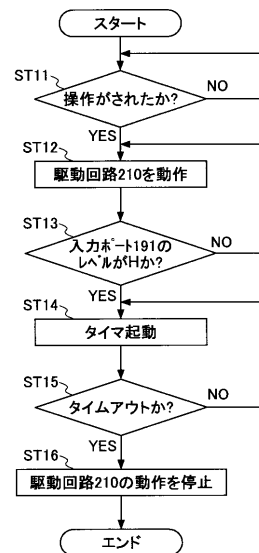 スタート
ST11
操作がされたか?
NO
YES
ST12
駆動回路210を動作
ST13
入力ポート191の
レベルがHか?
NO
YES
ST14
タイマ起動
ST15
タイムアウトか?
NO
YES
ST16
駆動回路210の動作を停止
エンド